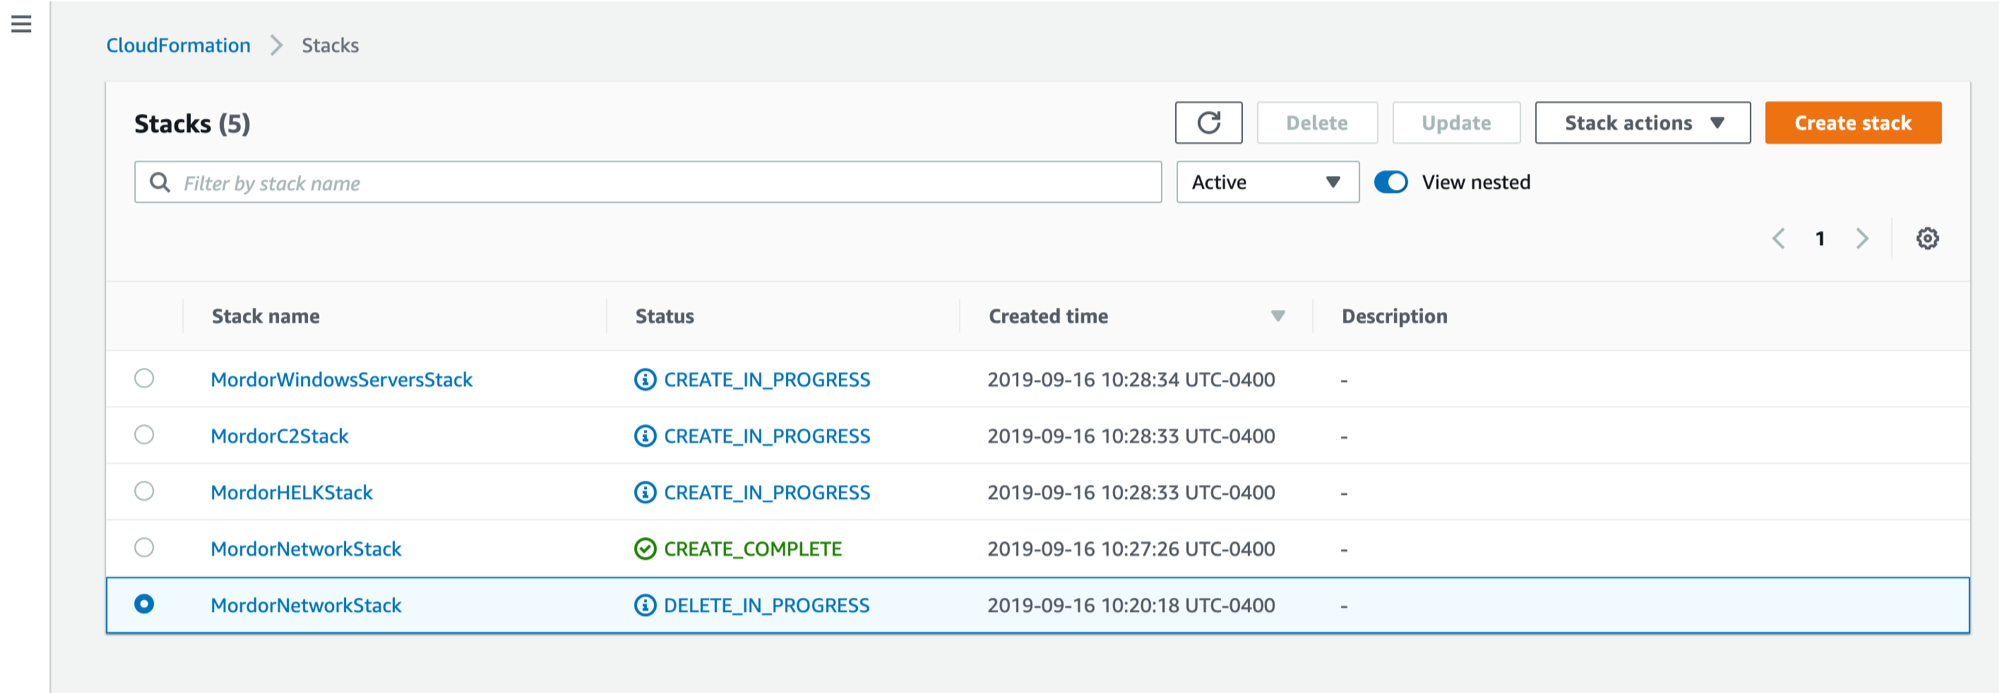 CloudFormation > Stacks
Stacks (5) Delete Update Stack actions Create stack
Filter by stack name Active View nested
1
Stack name Status Created time Description
MordorWindowsServersStack CREATE_IN_PROGRESS 2019-09-16 10:28:34 UTC-0400 -
MordorC2Stack CREATE_IN_PROGRESS 2019-09-16 10:28:33 UTC-0400 -
MordorHELKStack CREATE_IN_PROGRESS 2019-09-16 10:28:33 UTC-0400 -
MordorNetworkStack CREATE_COMPLETE 2019-09-16 10:27:26 UTC-0400 -
MordorNetworkStack DELETE_IN_PROGRESS 2019-09-16 10:20:18 UTC-0400 -